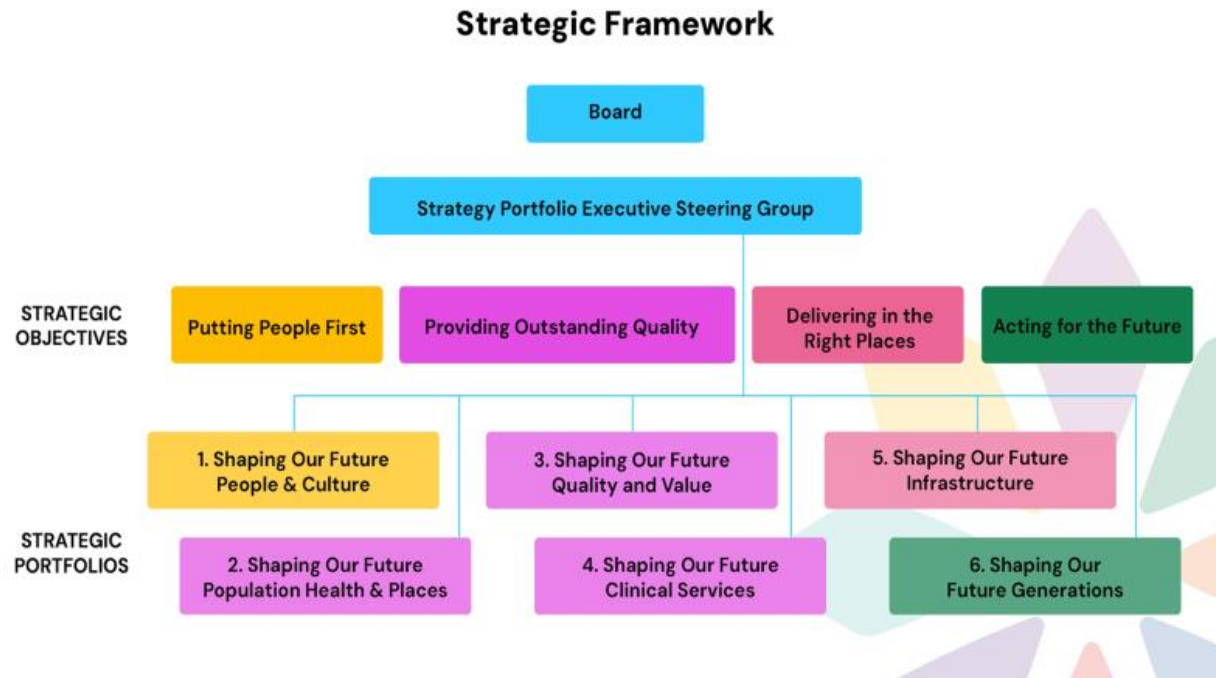 Strategic Framework
Board
Strategy Portfolio Executive Steering Group
STRATEGIC
OBJECTIVES
Putting People First
Providing Outstanding Quality
Delivering in the
Right Places
Acting for the Future
STRATEGIC
PORTFOLIOS
1. Shaping Our Future
People & Culture
2. Shaping Our Future
Population Health & Places
3. Shaping Our Future
Quality and Value
4. Shaping Our Future
Clinical Services
5. Shaping Our Future
Infrastructure
6. Shaping Our
Future Generations